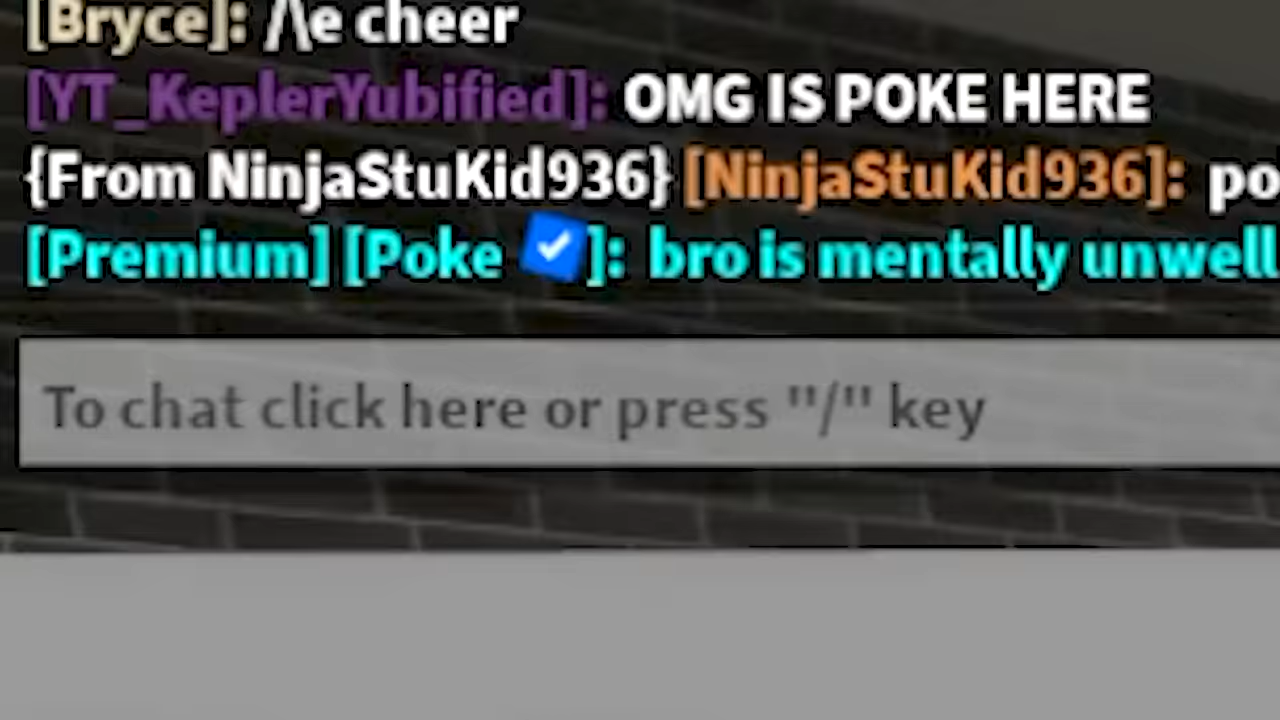 [Bryce]: /\e cheer
[YT_KeplerYubified]: OMG IS POKE HERE
{From NinjaStuKid936} [NinjaStuKid936]: po
[Premium] [Poke ☑]: bro is mentally unwell
To chat click here or press "/" key